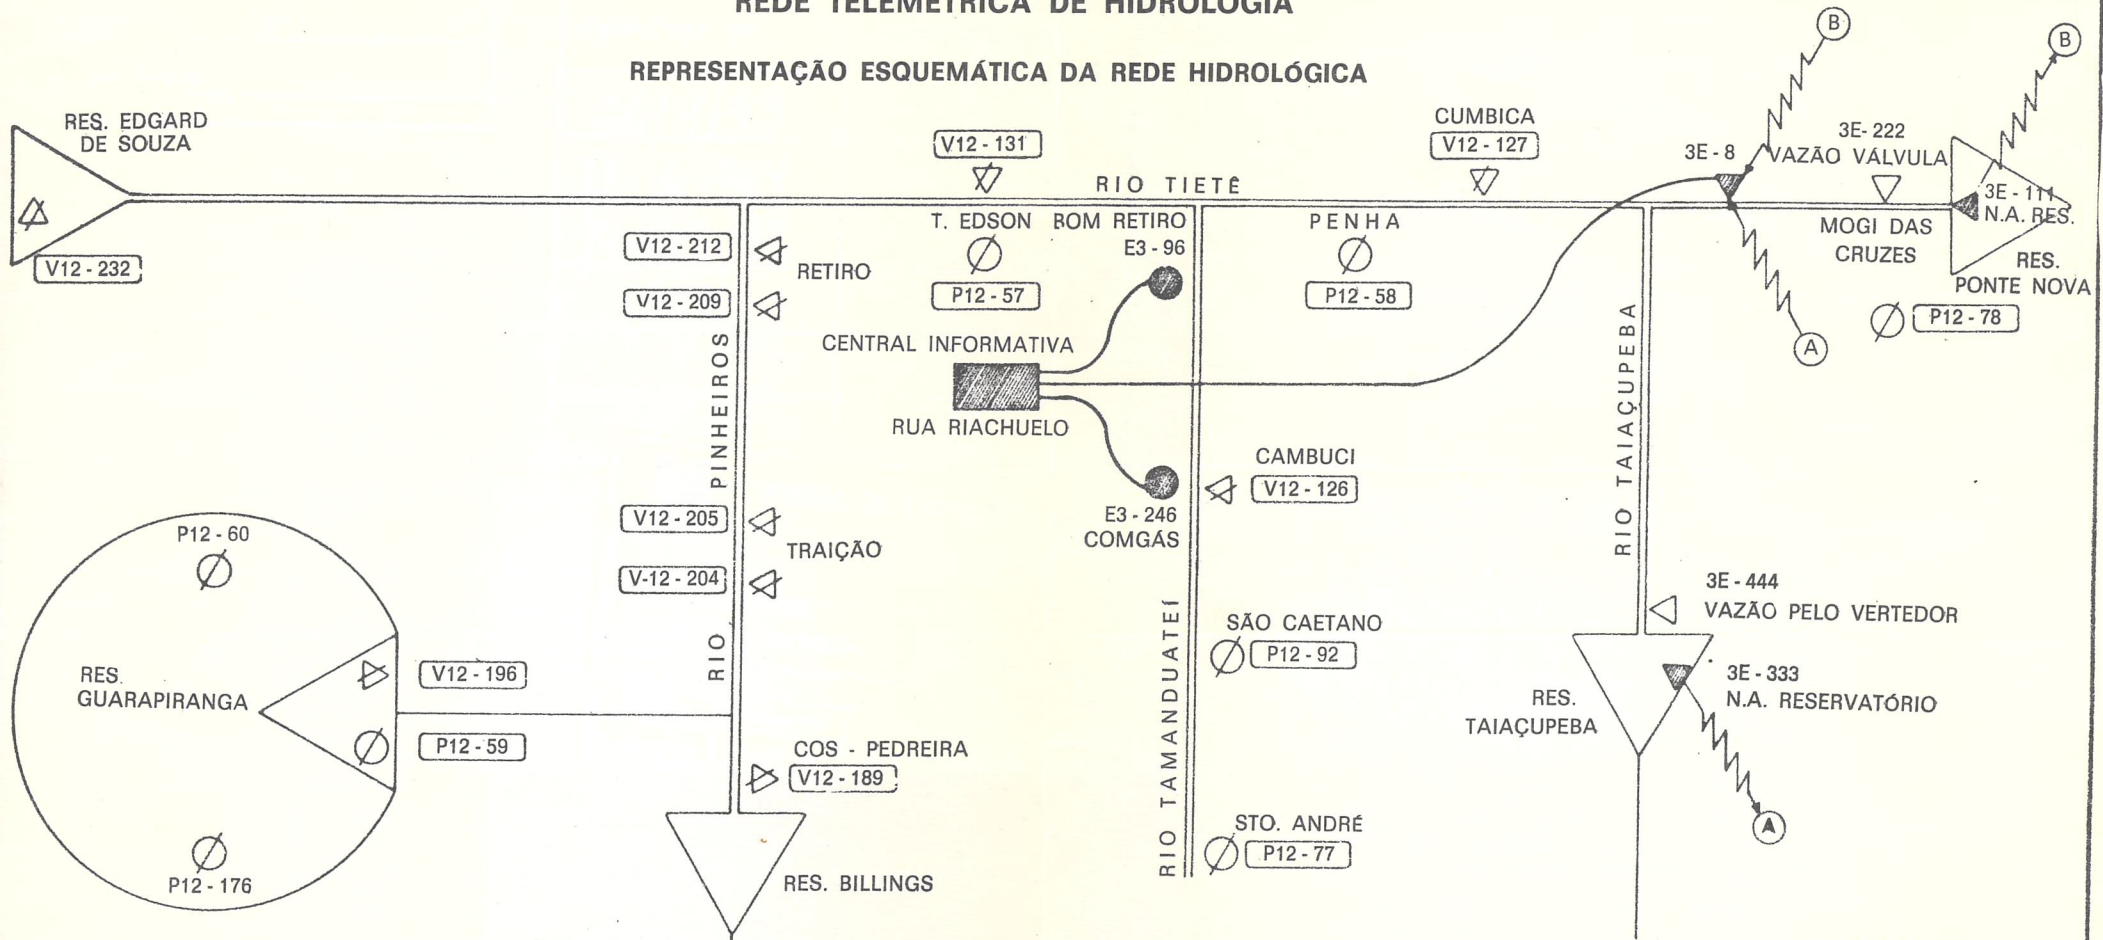 REDE TELEMÉTRICA DE HIDROLOGIA
REPRESENTAÇÃO ESQUEMÁTICA DA REDE HIDROLÓGICA
RES. EDGARD
DE SOUZA
V12 - 232
V12 - 131
RIO TIETÊ
CUMBICA
V12 - 127
3E - 8
B
B
3E- 222
VAZÃO VÁLVULA
3E - 111
N.A. RES.
MOGI DAS
CRUZES
RES.
PONTE NOVA
P12 - 78
A
V12 - 212
RETIRO
V12 - 209
T. EDSON
P12 - 57
BOM RETIRO
E3 - 96
PENHA
P12 - 58
CENTRAL INFORMATIVA
RUA RIACHUELO
RIO PINHEIROS
V12 - 205
TRAIÇÃO
V-12 - 204
E3 - 246
COMGÁS
CAMBUCI
V12 - 126
RIO TAIAÇUPEBA
3E - 444
VAZÃO PELO VERTEDOR
3E - 333
N.A. RESERVATÓRIO
RES.
TAIAÇUPEBA
A
P12 - 60
RES.
GUARAPIRANGA
V12 - 196
P12 - 59
P12 - 176
COS - PEDREIRA
V12 - 189
RES. BILLINGS
RIO TAMANDUATEÍ
SÃO CAETANO
P12 - 92
STO. ANDRÉ
P12 - 77